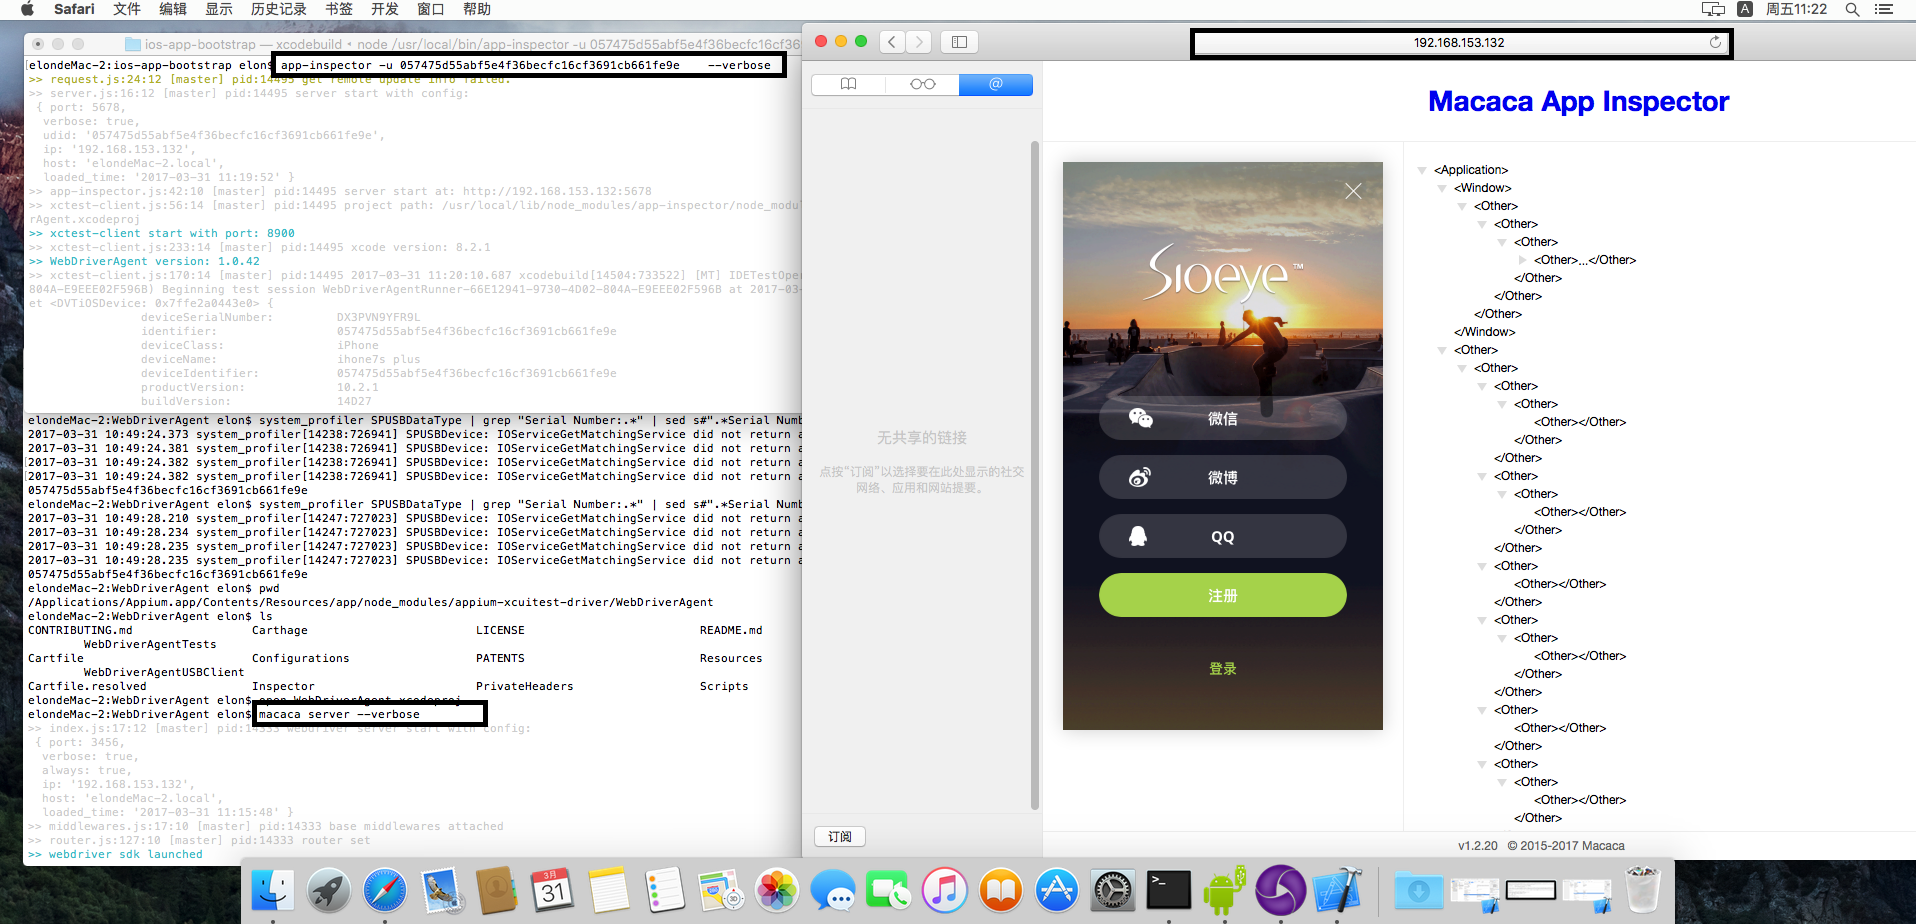 Safari 文件 编辑 显示 历史记录 书签 开发 窗口 帮助
A 周五11:22
ios-app-bootstrap — xcodebuild ◂ node /usr/local/bin/app-inspector -u 057475d55abf5e4f36becfc16cf36
elondeMac-2:ios-app-bootstrap elon$ app-inspector -u 057475d55abf5e4f36becfc16cf3691cb661fe9e --verbose
>> request.js:24:12 [master] pid:14495 get remote update info failed.
>> server.js:16:12 [master] pid:14495 server start with config:
{ port: 5678,
verbose: true,
udid: '057475d55abf5e4f36becfc16cf3691cb661fe9e',
ip: '192.168.153.132',
host: 'elondeMac-2.local',
loaded_time: '2017-03-31 11:19:52' }
>> app-inspector.js:42:10 [master] pid:14495 server start at: http://192.168.153.132:5678
>> xctest-client.js:56:14 [master] pid:14495 project path: /usr/local/lib/node_modules/app-inspector/node_modul
rAgent.xcodeproj
>> xctest-client start with port: 8900
>> xctest-client.js:233:14 [master] pid:14495 xcode version: 8.2.1
>> WebDriverAgent version: 1.0.42
>> xctest-client.js:170:14 [master] pid:14495 2017-03-31 11:20:10.687 xcodebuild[14504:733522] [MT] IDETestOper
804A-E9EEE02F596B) Beginning test session WebDriverAgentRunner-66E12941-9730-4D02-804A-E9EEE02F596B at 2017-03-
et <DVTiOSDevice: 0x7ffe2a0443e0> {
deviceSerialNumber: DX3PVN9YFR9L
identifier: 057475d55abf5e4f36becfc16cf3691cb661fe9e
deviceClass: iPhone
deviceName: ihone7s plus
deviceIdentifier: 057475d55abf5e4f36becfc16cf3691cb661fe9e
productVersion: 10.2.1
buildVersion: 14D27
elondeMac-2:WebDriverAgent elon$ system_profiler SPUSBDataType | grep "Serial Number:.*" | sed s#".*Serial Numb
2017-03-31 10:49:24.373 system_profiler[14238:726941] SPUSBDevice: IOServiceGetMatchingService did not return a
2017-03-31 10:49:24.381 system_profiler[14238:726941] SPUSBDevice: IOServiceGetMatchingService did not return a
2017-03-31 10:49:24.382 system_profiler[14238:726941] SPUSBDevice: IOServiceGetMatchingService did not return a
2017-03-31 10:49:24.382 system_profiler[14238:726941] SPUSBDevice: IOServiceGetMatchingService did not return a
057475d55abf5e4f36becfc16cf3691cb661fe9e
elondeMac-2:WebDriverAgent elon$ system_profiler SPUSBDataType | grep "Serial Number:.*" | sed s#".*Serial Numb
2017-03-31 10:49:28.210 system_profiler[14247:727023] SPUSBDevice: IOServiceGetMatchingService did not return a
2017-03-31 10:49:28.234 system_profiler[14247:727023] SPUSBDevice: IOServiceGetMatchingService did not return a
2017-03-31 10:49:28.235 system_profiler[14247:727023] SPUSBDevice: IOServiceGetMatchingService did not return a
2017-03-31 10:49:28.235 system_profiler[14247:727023] SPUSBDevice: IOServiceGetMatchingService did not return a
057475d55abf5e4f36becfc16cf3691cb661fe9e
elondeMac-2:WebDriverAgent elon$ pwd
/Applications/Appium.app/Contents/Resources/app/node_modules/appium-xcuitest-driver/WebDriverAgent
elondeMac-2:WebDriverAgent elon$ ls
CONTRIBUTING.md Carthage LICENSE README.md
WebDriverAgentTests
Cartfile Configurations PATENTS Resources
WebDriverAgentUSBClient
Cartfile.resolved Inspector PrivateHeaders Scripts
elondeMac-2:WebDriverAgent elon$ open WebDriverAgent.xcodeproj
elondeMac-2:WebDriverAgent elon$ macaca server --verbose
>> index.js:17:12 [master] pid:14333 webdriver server start with config:
{ port: 3456,
verbose: true,
always: true,
ip: '192.168.153.132',
host: 'elondeMac-2.local',
loaded_time: '2017-03-31 11:15:48' }
>> middlewares.js:17:10 [master] pid:14333 base middlewares attached
>> router.js:127:10 [master] pid:14333 router set
>> webdriver sdk launched
192.168.153.132
@
无共享的链接
点按“订阅”以选择要在此处显示的社交
网络、应用和网站提要。
订阅
Macaca App Inspector
Sioeye™
微信
微博
QQ
注册
登录
<Application>
<Window>
<Other>
<Other>
<Other>
<Other>...</Other>
</Other>
</Other>
</Other>
</Window>
<Other>
<Other>
<Other>
<Other>
<Other></Other>
</Other>
</Other>
<Other>
<Other>
<Other></Other>
</Other>
</Other>
<Other>
<Other></Other>
</Other>
<Other>
<Other>
<Other></Other>
</Other>
</Other>
<Other>
<Other></Other>
</Other>
<Other>
<Other>
<Other></Other>
</Other>
v1.2.20 © 2015-2017 Macaca
3月
31
280
3D
>_